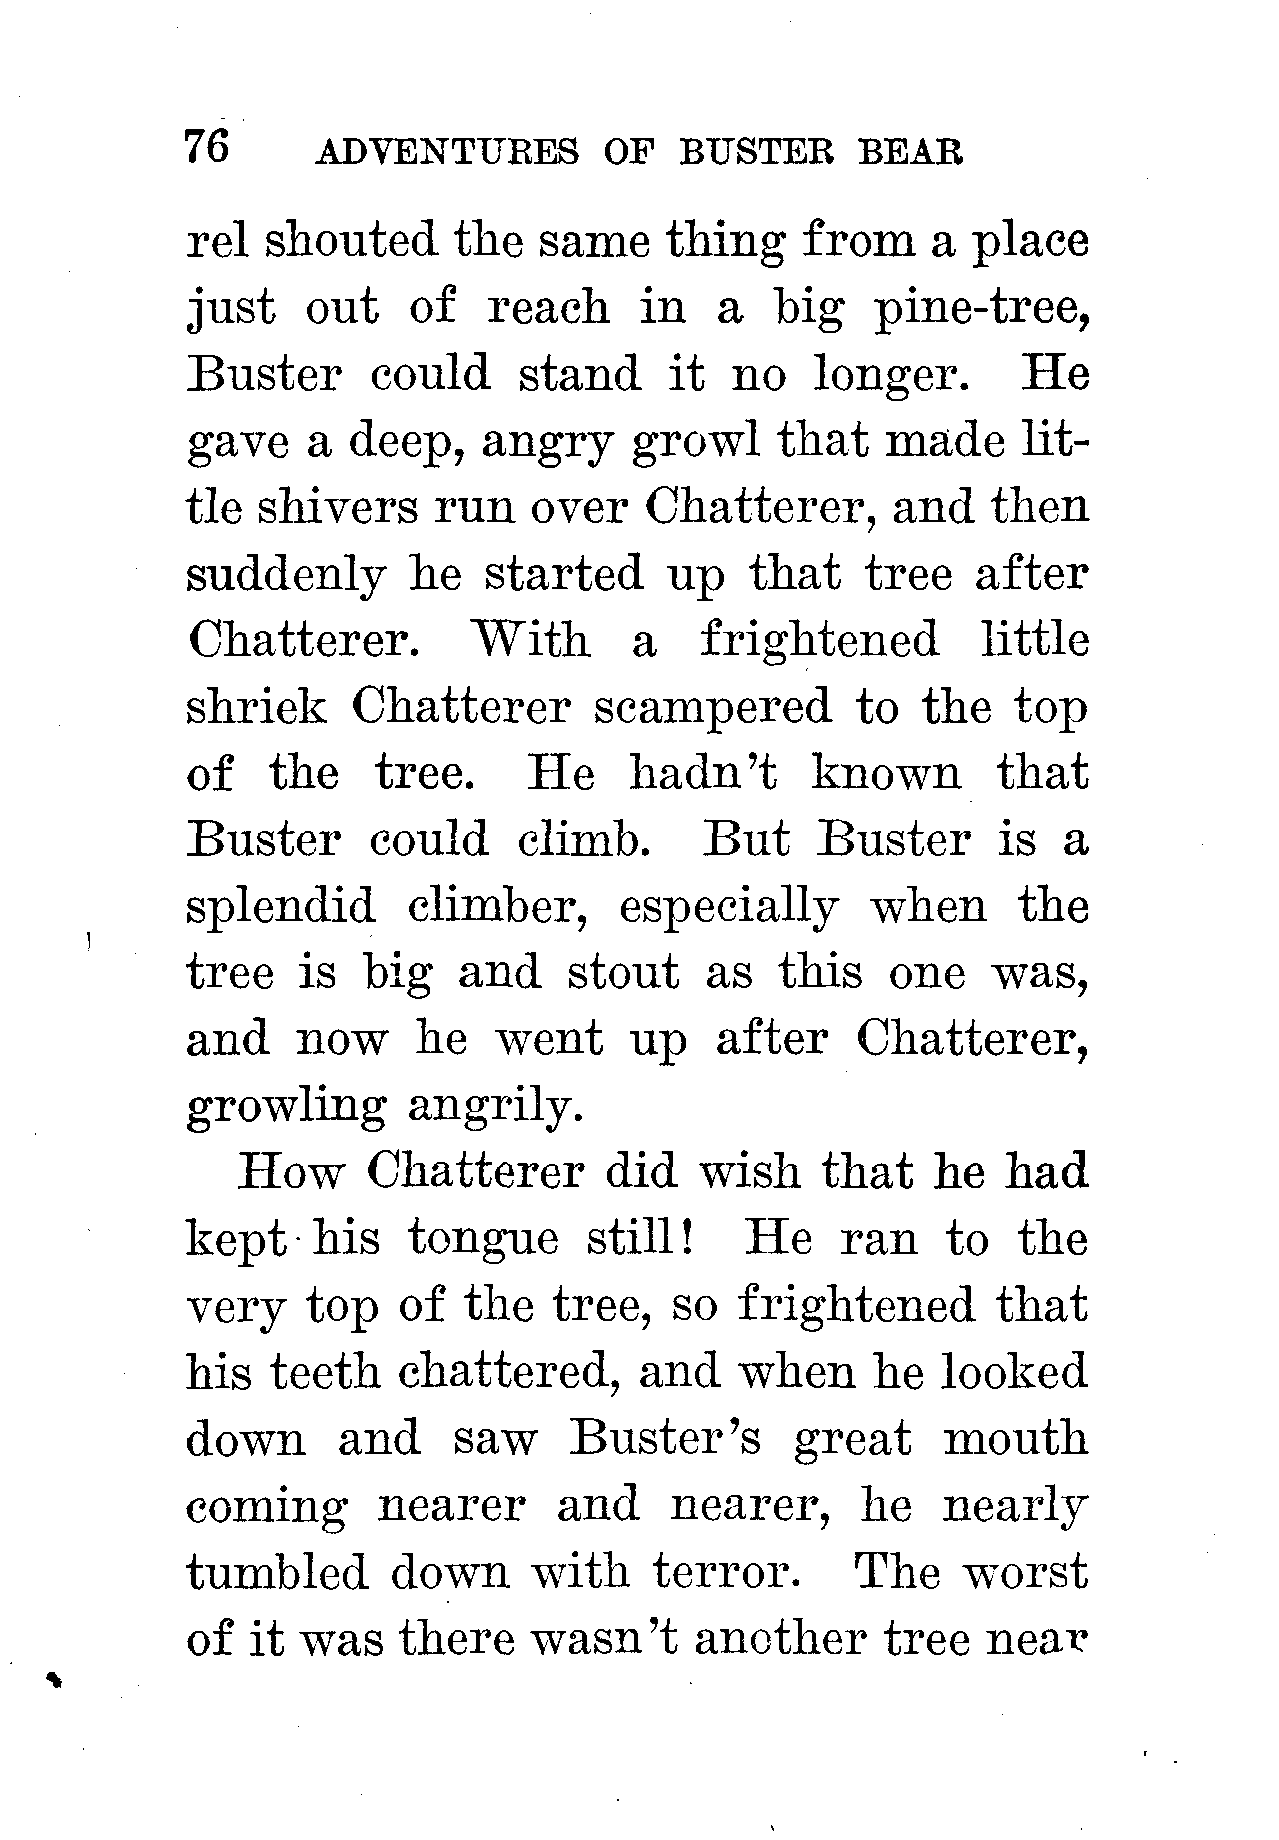 76 ADVENTURES OF BUSTER BEAR
rel shouted the same thing from a place
just out of reach in a big pine-tree,
Buster could stand it no longer. He
gave a deep, angry growl that made lit-
tle shivers run over Chatterer, and then
suddenly he started up that tree after
Chatterer. With a frightened little
shriek Chatterer scampered to the top
of the tree. He hadn't known that
Buster could climb. But Buster is a
splendid climber, especially when the
tree is big and stout as this one was,
and now he went up after Chatterer,
growling angrily.
How Chatterer did wish that he had
kept his tongue still! He ran to the
very top of the tree, so frightened that
his teeth chattered, and when he looked
down and saw Buster's great mouth
coming nearer and nearer, he nearly
tumbled down with terror. The worst
of it was there wasn't another tree near